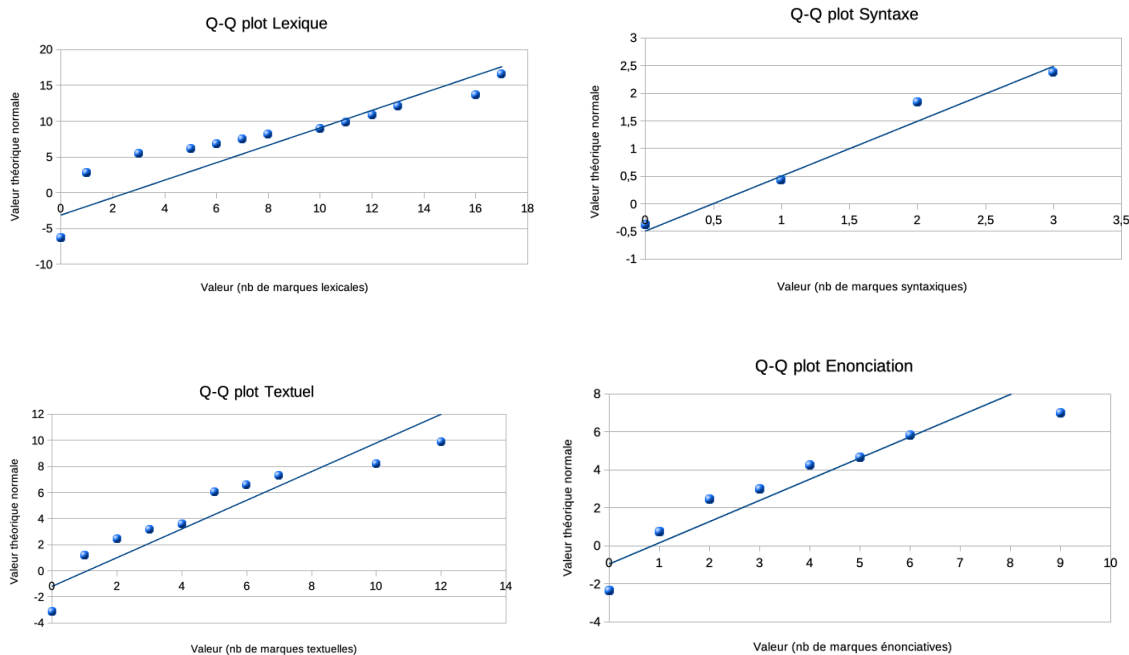 Q-Q plot Lexique
Valeur théorique normale
20
15
10
5
0
-5
-10
0 2 4 6 8 10 12 14 16 18
Valeur (nb de marques lexicales)
Q-Q plot Syntaxe
Valeur théorique normale
3
2,5
2
1,5
1
0,5
0
-0,5
-1
0 0,5 1 1,5 2 2,5 3 3,5
Valeur (nb de marques syntaxiques)
Q-Q plot Textuel
Valeur théorique normale
12
10
8
6
4
2
0
-2
-4
0 2 4 6 8 10 12 14
Valeur (nb de marques textuelles)
Q-Q plot Enonciation
Valeur théorique normale
8
6
4
2
0
-2
-4
0 1 2 3 4 5 6 7 8 9 10
Valeur (nb de marques énonciatives)